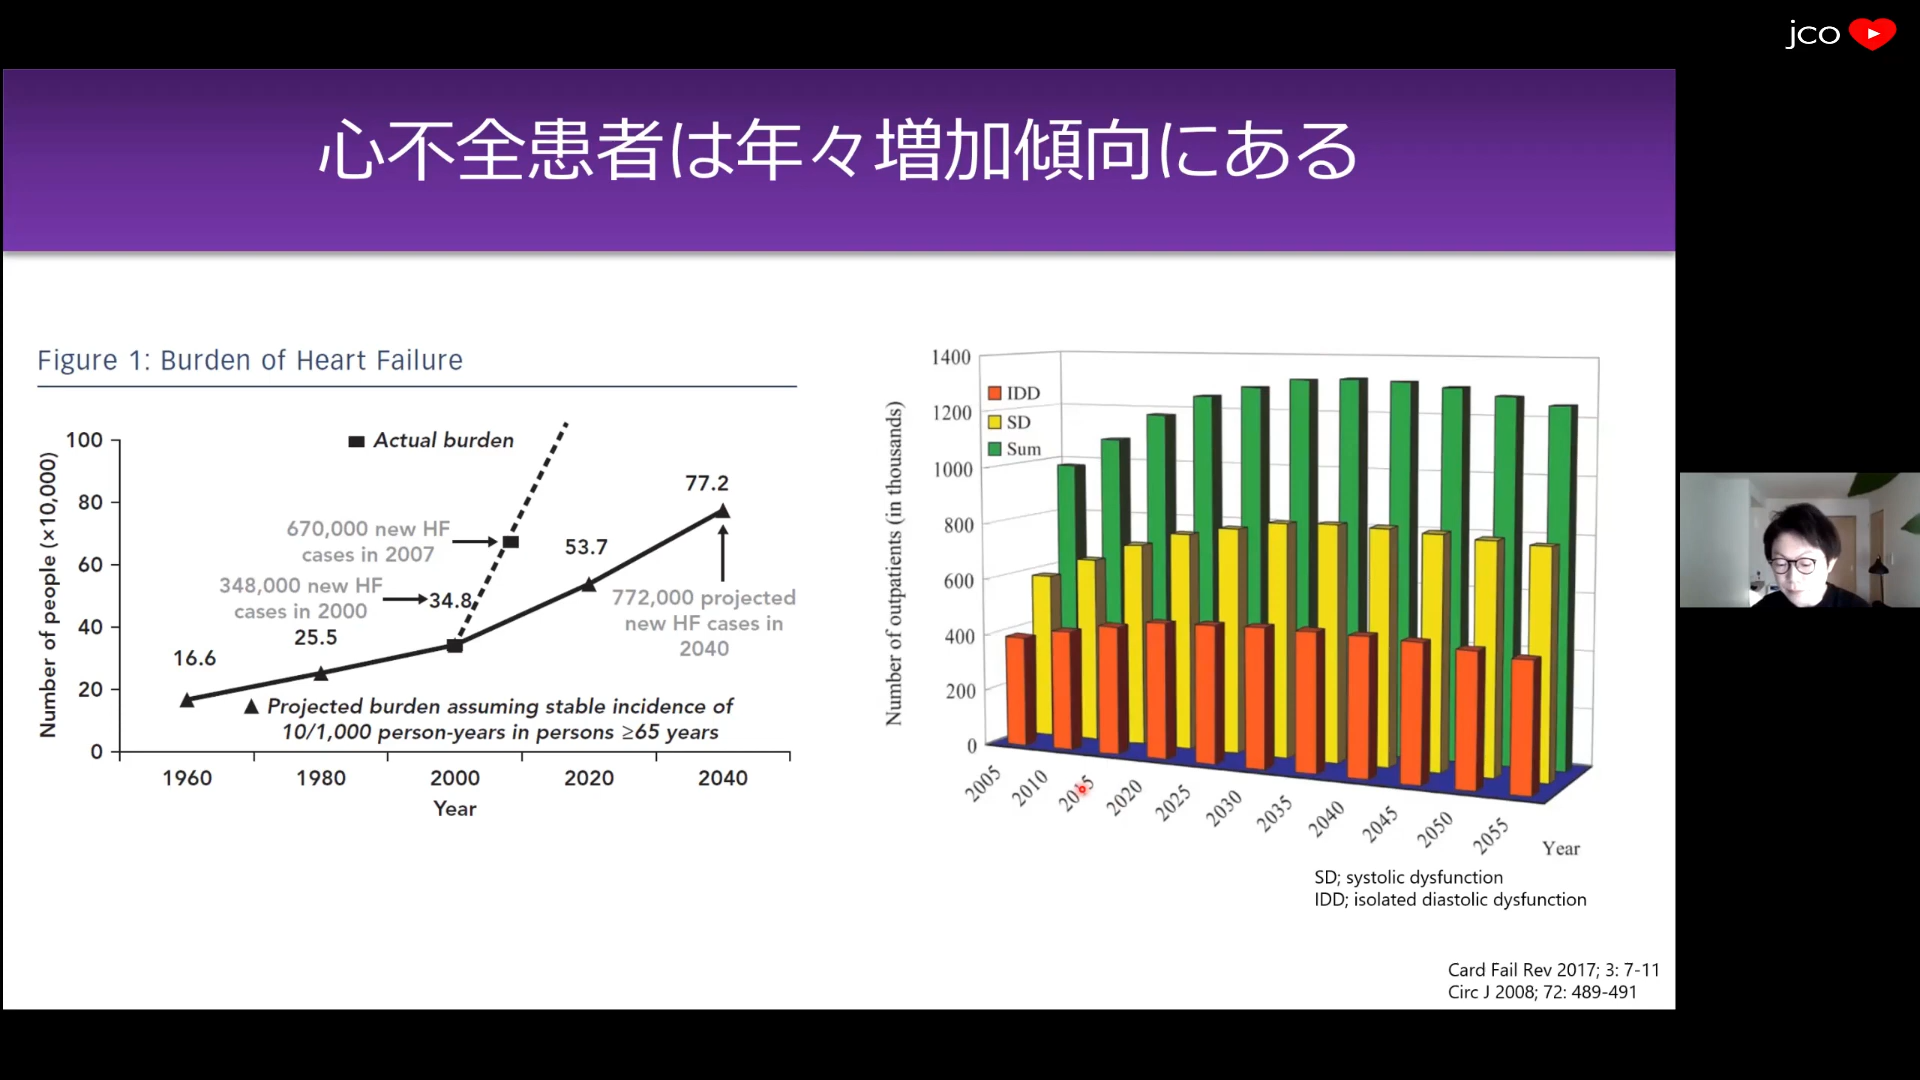 jco
心不全患者は年々増加傾向にある
Figure 1: Burden of Heart Failure
Number of people (×10,000)
100
80
60
40
20
0
Actual burden
670,000 new HF
cases in 2007
348,000 new HF
cases in 2000
16.6
25.5
34.8
53.7
77.2
772,000 projected
new HF cases in
2040
▲ Projected burden assuming stable incidence of
10/1,000 person-years in persons ≥65 years
1960 1980 2000 2020 2040
Year
Number of outpatients (in thousands)
1400
1200
1000
800
600
400
200
0
IDD
SD
Sum
2005 2010 2015 2020 2025 2030 2035 2040 2045 2050 2055
Year
SD; systolic dysfunction
IDD; isolated diastolic dysfunction
Card Fail Rev 2017; 3: 7-11
Circ J 2008; 72: 489-491